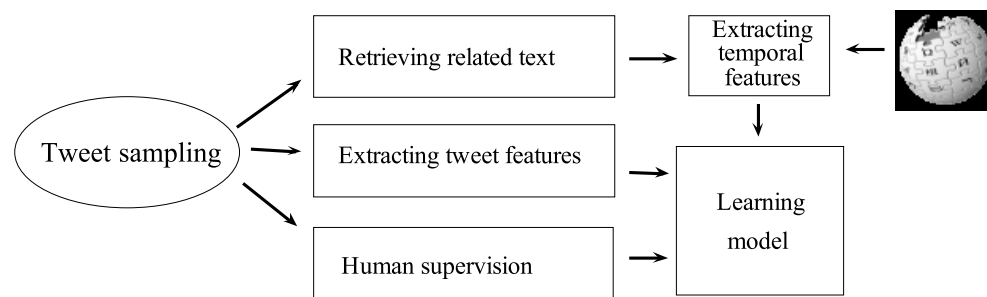 Retrieving related text
Extracting
temporal
features
Tweet sampling
Extracting tweet features
Learning
model
Human supervision